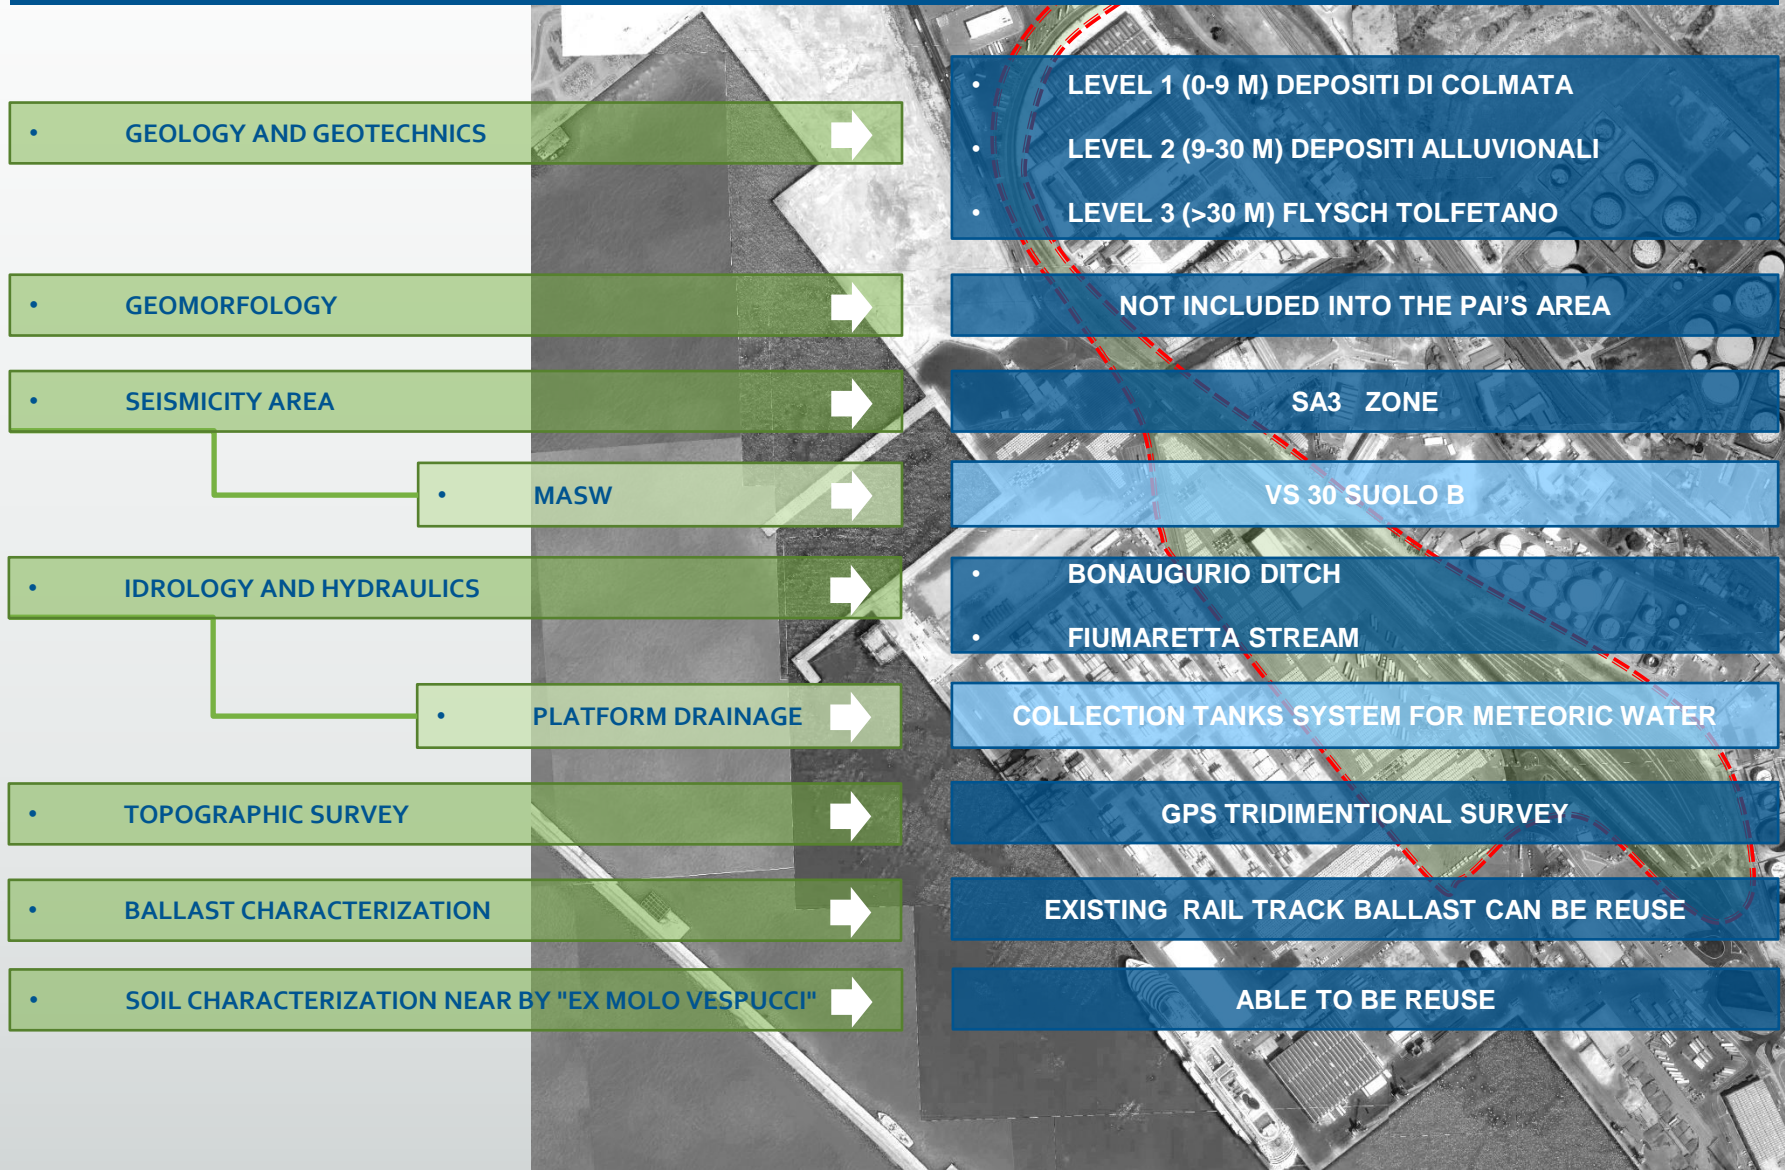 • GEOLOGY AND GEOTECHNICS
• LEVEL 1 (0-9 M) DEPOSITI DI COLMATA
• LEVEL 2 (9-30 M) DEPOSITI ALLUVIONALI
• LEVEL 3 (>30 M) FLYSCH TOLFETANO
• GEOMORFOLOGY
NOT INCLUDED INTO THE PAI'S AREA
• SEISMICITY AREA
SA3 ZONE
• MASW
VS 30 SUOLO B
• IDROLOGY AND HYDRAULICS
• BONAUGURIO DITCH
• FIUMARETTA STREAM
• PLATFORM DRAINAGE
COLLECTION TANKS SYSTEM FOR METEORIC WATER
• TOPOGRAPHIC SURVEY
GPS TRIDIMENTIONAL SURVEY
• BALLAST CHARACTERIZATION
EXISTING RAIL TRACK BALLAST CAN BE REUSE
• SOIL CHARACTERIZATION NEAR BY "EX MOLO VESPUCCI"
ABLE TO BE REUSE